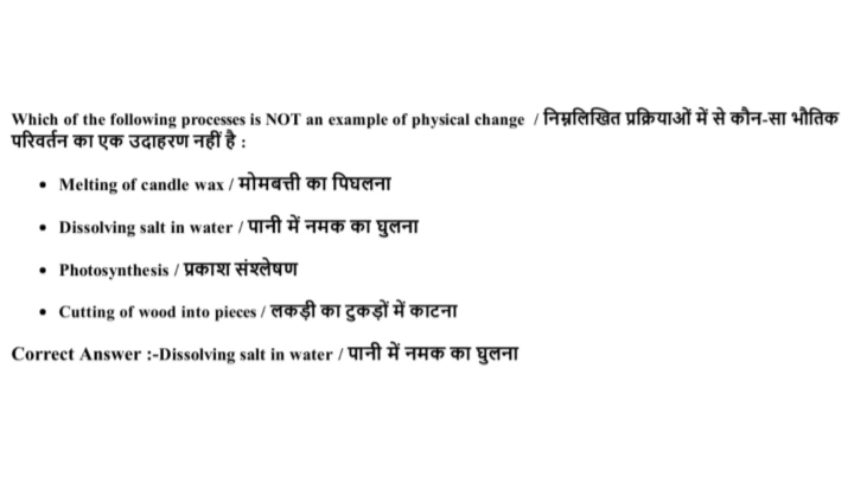 Which of the following processes is NOT an example of physical change / निम्नलिखित प्रक्रियाओं में से कौन-सा भौतिक
परिवर्तन का एक उदाहरण नहीं है :
• Melting of candle wax / मोमबत्ती का पिघलना
• Dissolving salt in water / पानी में नमक का घुलना
• Photosynthesis / प्रकाश संश्लेषण
• Cutting of wood into pieces / लकड़ी का टुकड़ों में काटना
Correct Answer :-Dissolving salt in water / पानी में नमक का घुलना